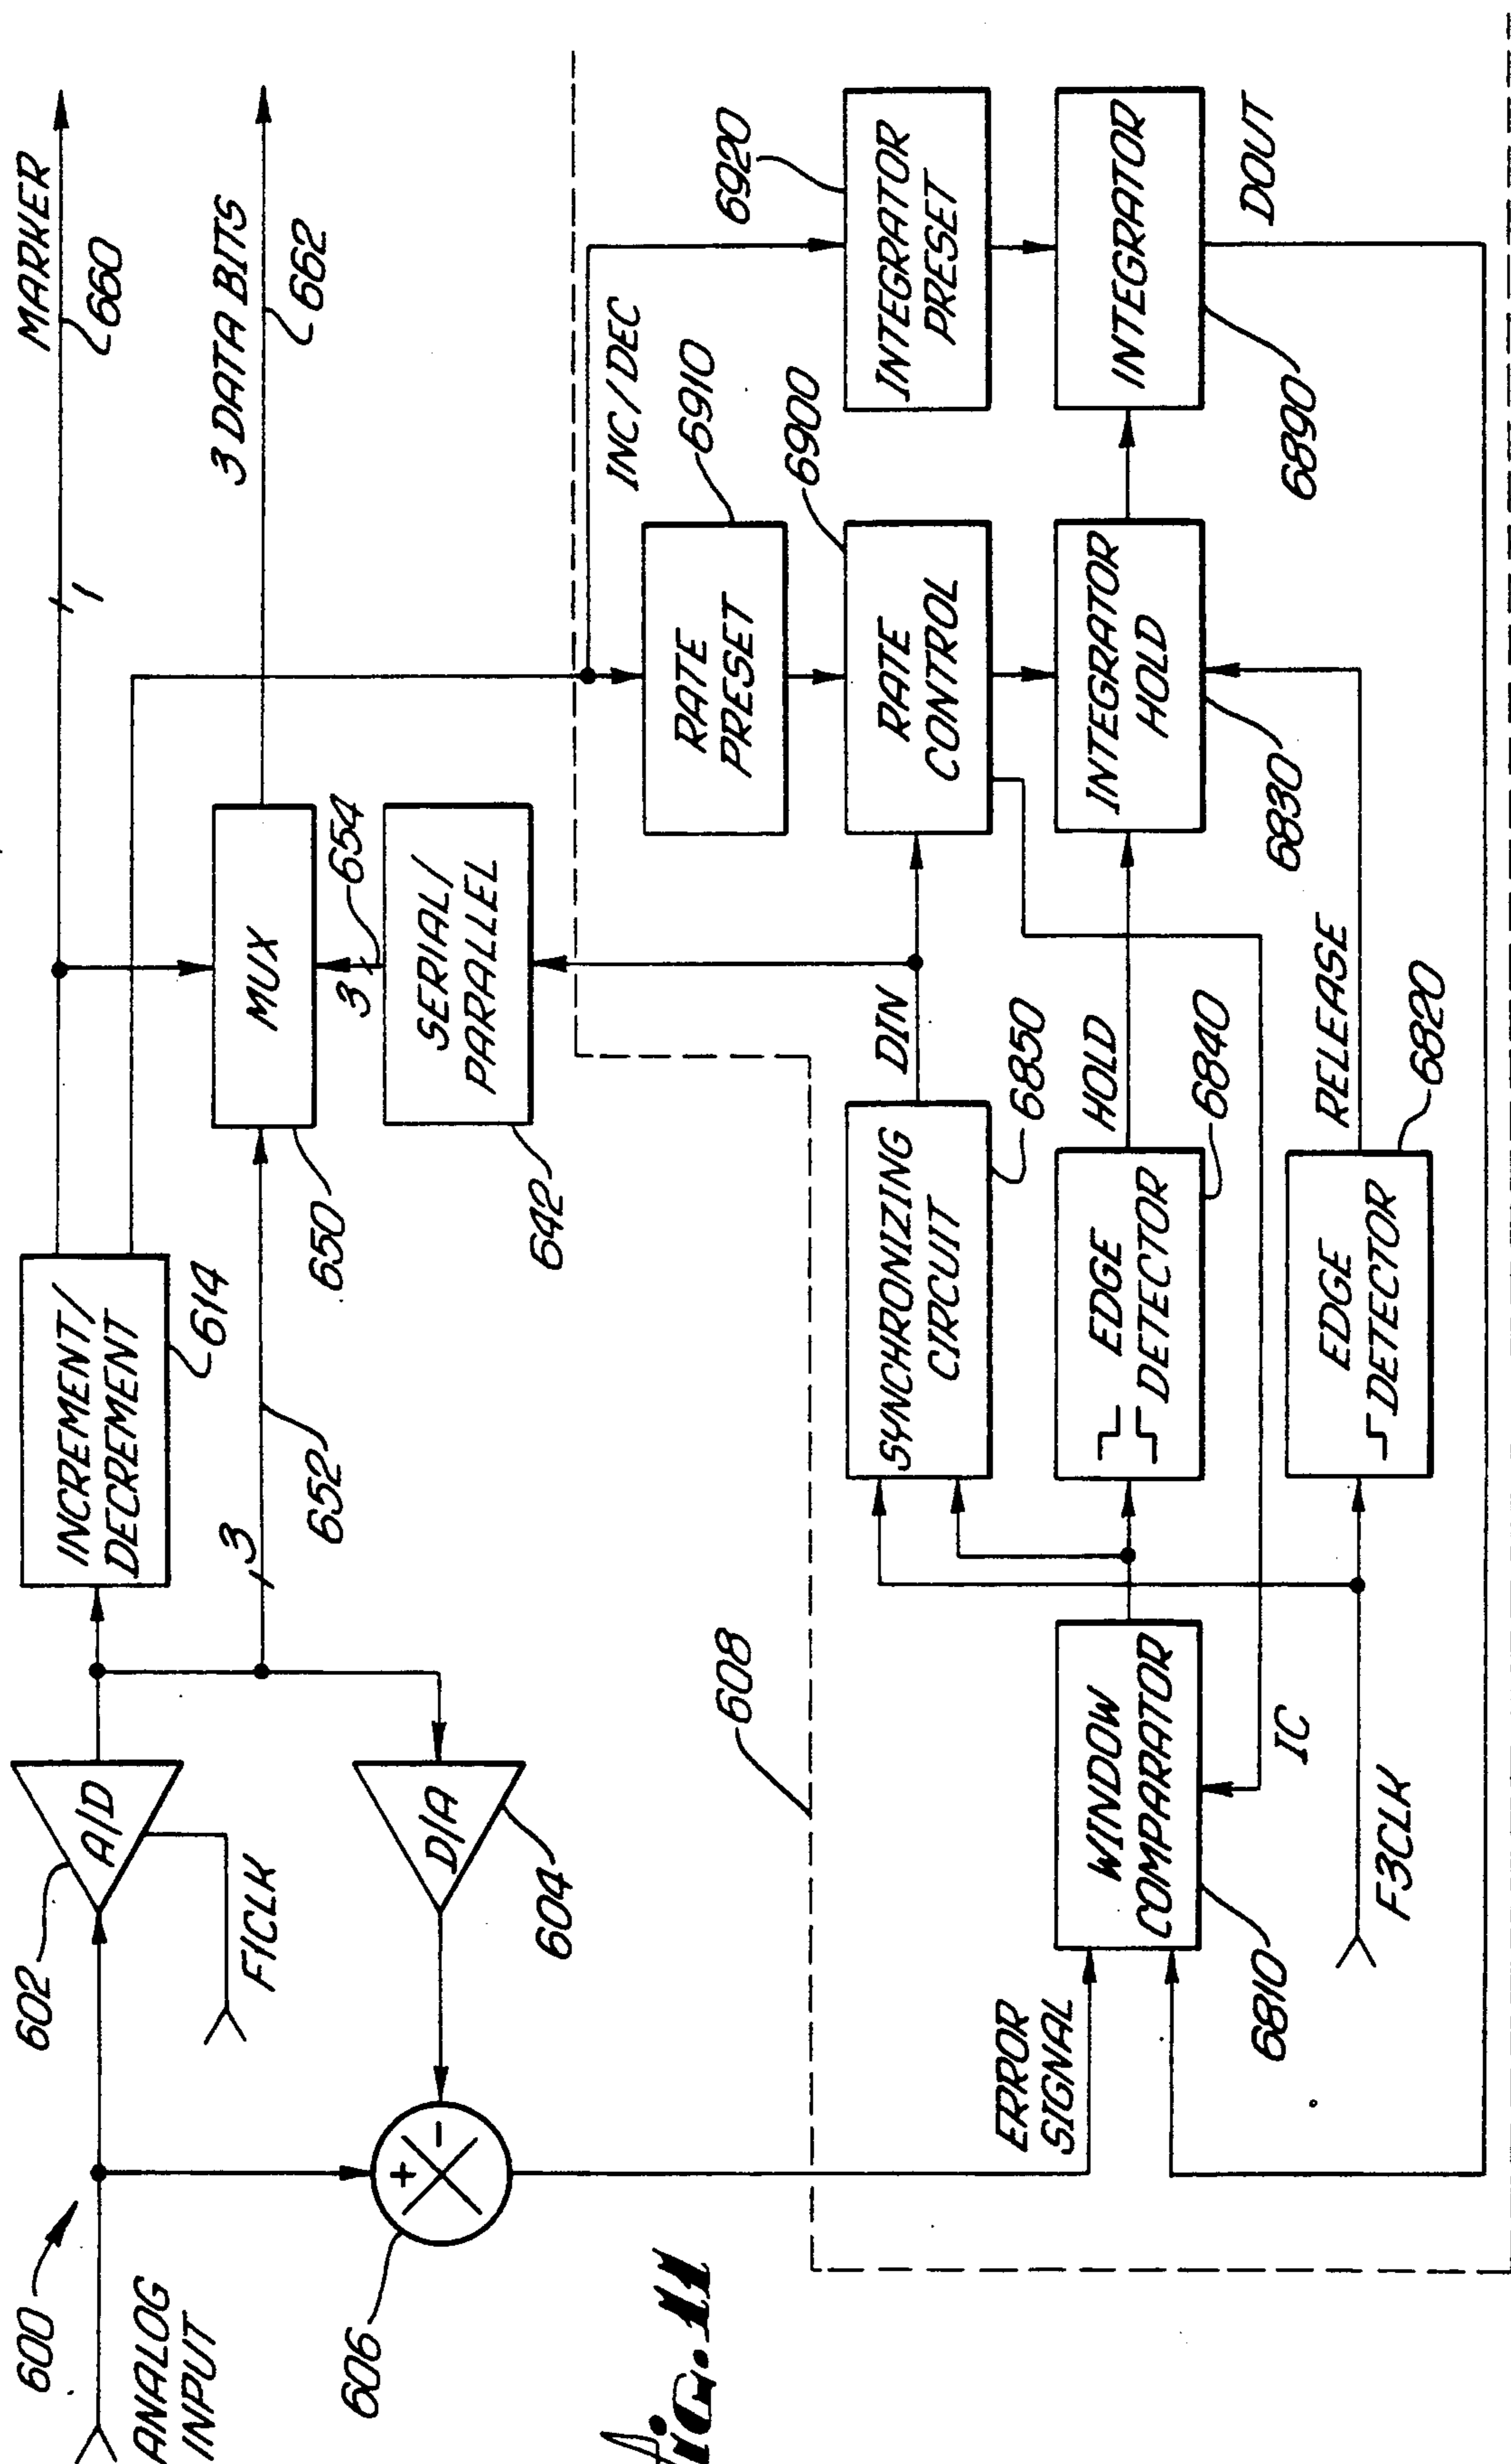 600
ANALOG
INPUT
602
A/D
F1CLK
INCREMENT/
DECREMENT
614
MARKER
1
660
3
652
650
MUX
3 DATA BITS
662
3
654
SERIAL/
PARALLEL
642
D/A
604
+
−
606
608
INC/DEC
RATE
PRESET
6910
INTEGRATOR
PRESET
6920
SYNCHRONIZING
CIRCUIT
6850
DIN
RATE
CONTROL
6900
ERROR
SIGNAL
WINDOW
COMPARATOR
6810
IC
EDGE
DETECTOR
6840
HOLD
INTEGRATOR
HOLD
6830
INTEGRATOR
6890
DOUT
F3CLK
EDGE
DETECTOR
6820
RELEASE
Fig. 11